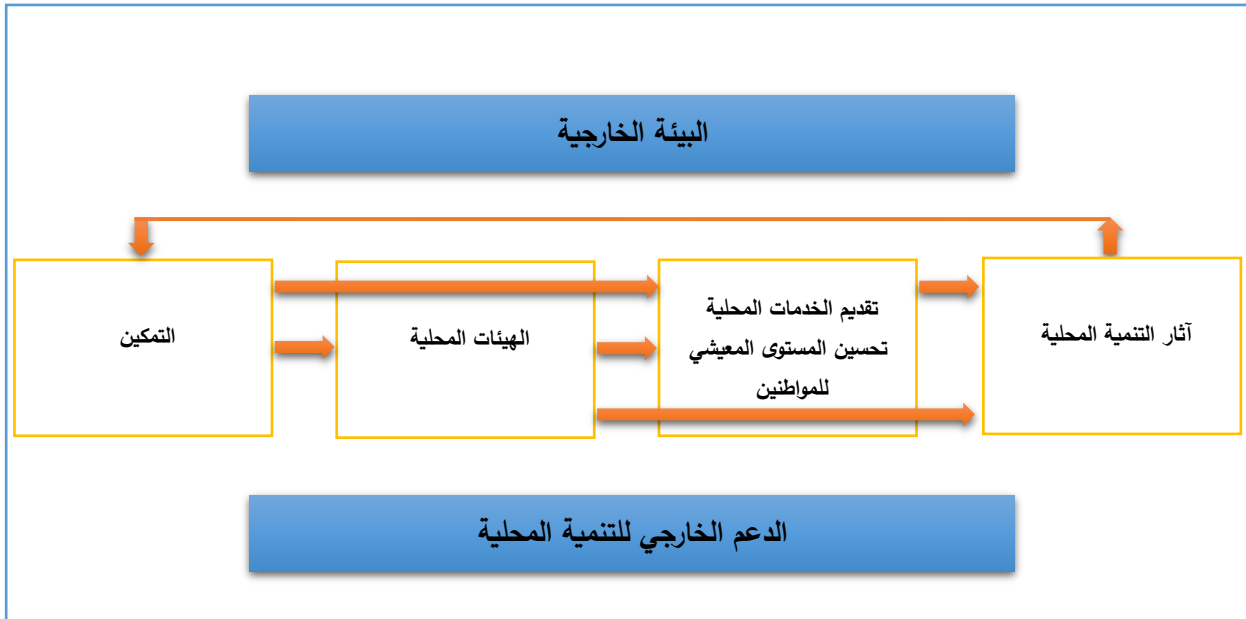 البيئة الخارجية
آثار التنمية المحلية
تقديم الخدمات المحلية
تحسين المستوى المعيشي
للمواطنين
الهيئات المحلية
التمكين
الدعم الخارجي للتنمية المحلية